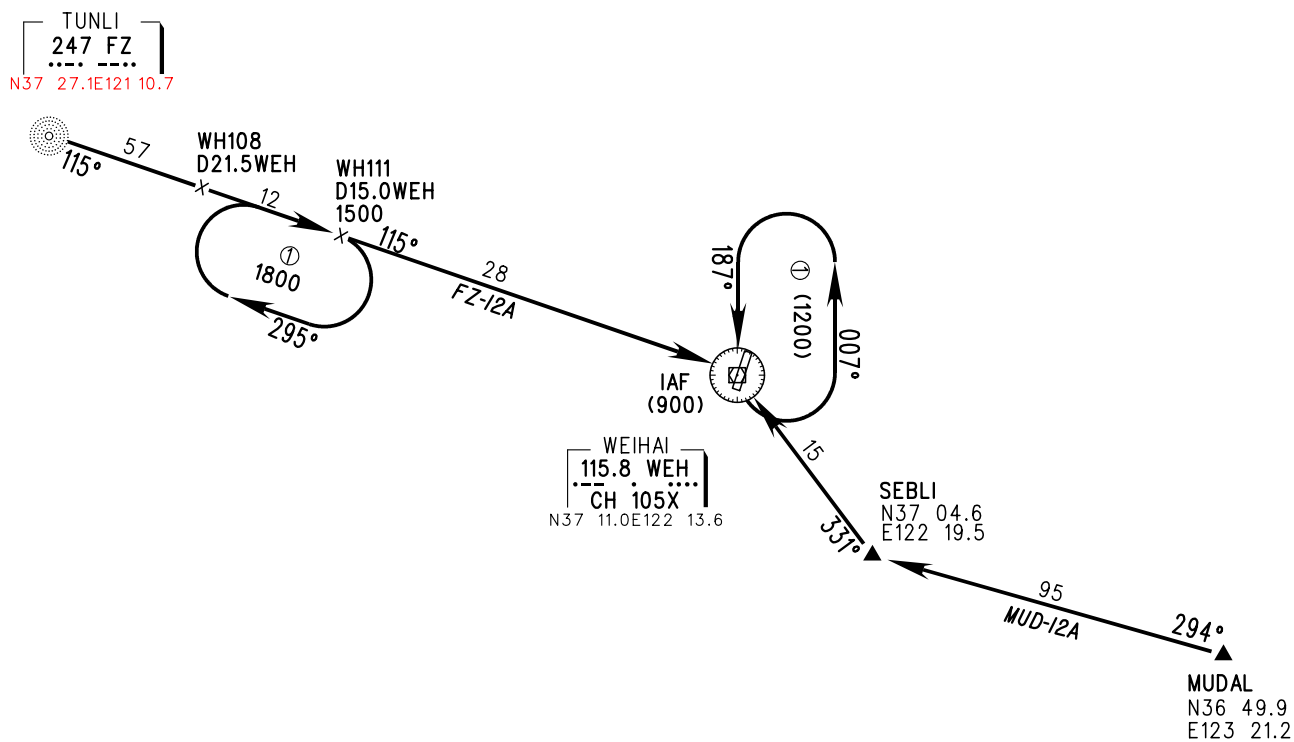 TUNLI
247 FZ
N37 27.1E121 10.7
115°
57
WH108
D21.5WEH
12
WH111
D15.0WEH
1500
115°
①
1800
295°
28
FZ-12A
187°
① (1200)
007°
IAF
(900)
WEIHAI
115.8 WEH
CH 105X
N37 11.0E122 13.6
15
331°
SEBLI
N37 04.6
E122 19.5
95
MUD-12A
294°
MUDAL
N36 49.9
E123 21.2